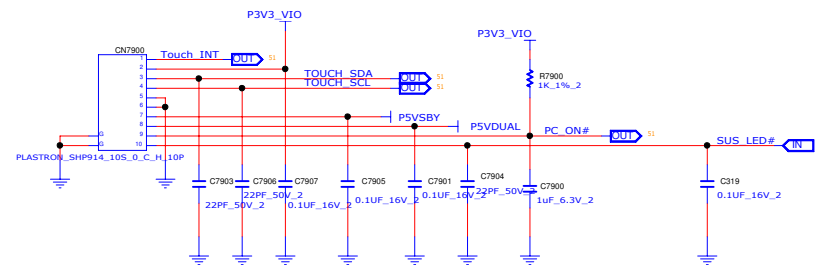 P3V3_VIO
P3V3_VIO
CN7900
Touch_INT
OUT
S1
1
2
3
4
5
6
7
8
9
10
G
G
TOUCH_SDA
OUT
S1
TOUCH_SCL
OUT
S1
R7900
1K_1%_2
P5VSBY
P5VDUAL
PC_ON#
OUT
S1
SUS_LED#
IN
PLASTRON_SHP914_10S_0_C_H_10P
C7903
22PF_50V_2
C7906
22PF_50V_2
C7907
0.1UF_16V_2
C7905
0.1UF_16V_2
C7901
0.1UF_16V_2
C7904
22PF_50V_2
C7900
1uF_6.3V_2
C319
0.1UF_16V_2